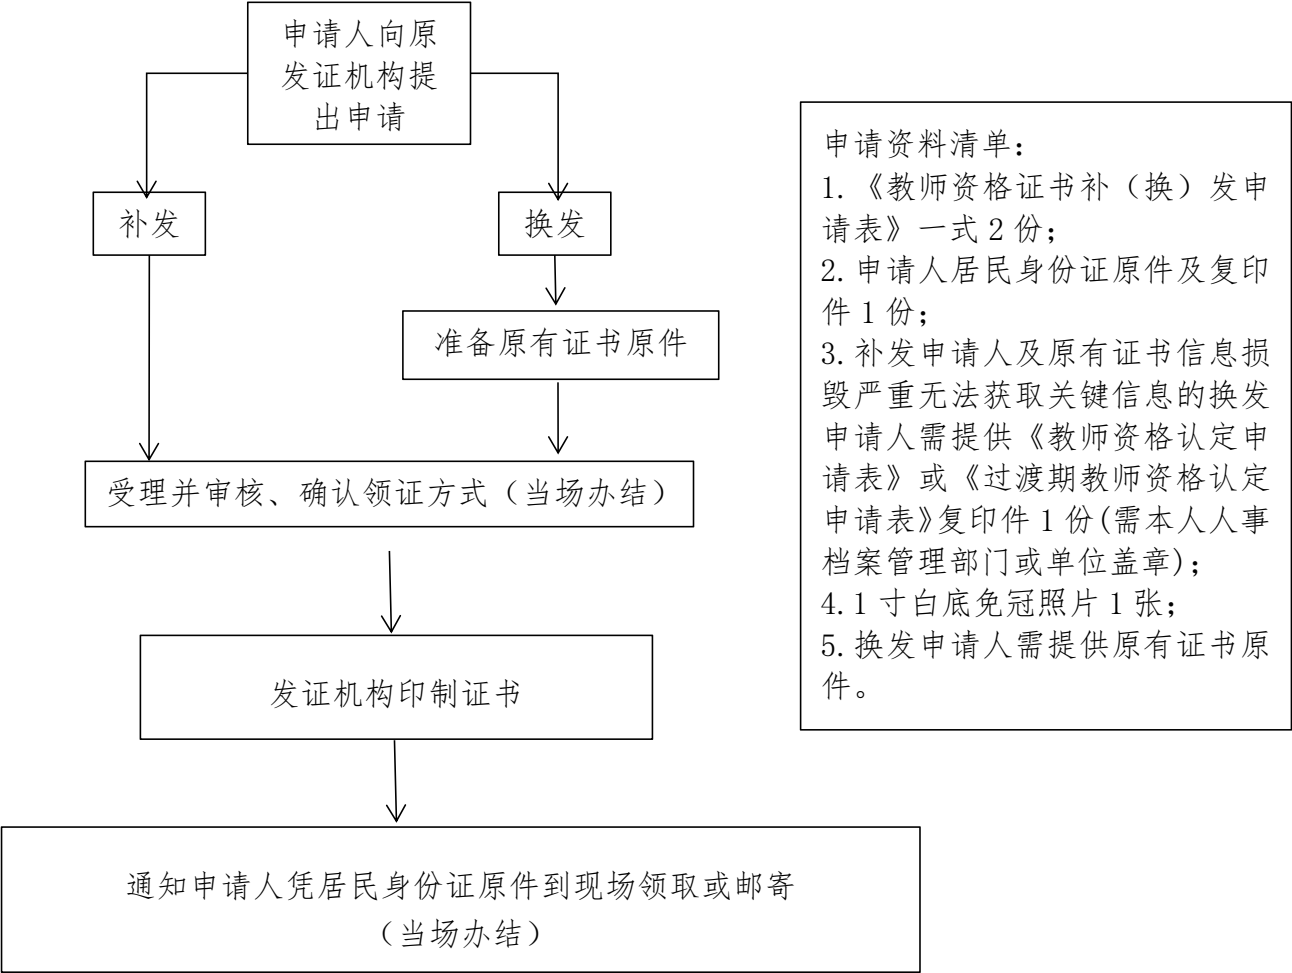 申请人向原
发证机构提
出申请
补发
换发
准备原有证书原件
受理并审核、确认领证方式（当场办结）
发证机构印制证书
通知申请人凭居民身份证原件到现场领取或邮寄
（当场办结）
申请资料清单：
1.《教师资格证书补（换）发申
请表》一式2份；
2.申请人居民身份证原件及复印
件1份；
3.补发申请人及原有证书信息损
毁严重无法获取关键信息的换发
申请人需提供《教师资格认定申
请表》或《过渡期教师资格认定
申请表》复印件1份(需本人人事
档案管理部门或单位盖章)；
4.1寸白底免冠照片1张；
5.换发申请人需提供原有证书原
件。